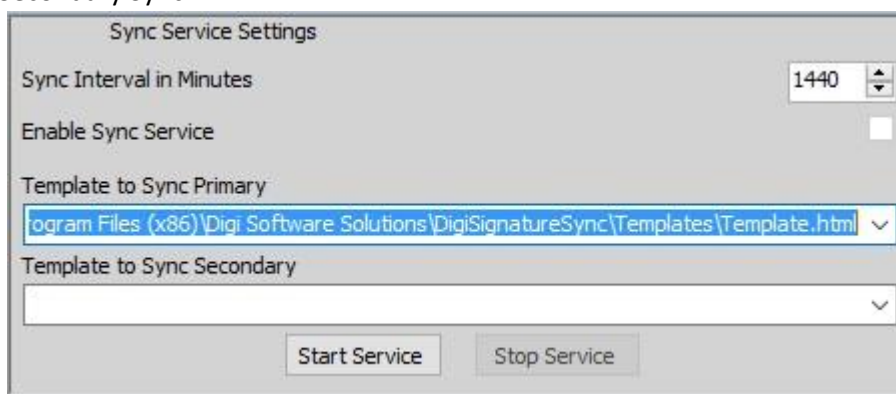 Sync Service Settings
Sync Interval in Minutes 1440
Enable Sync Service
Template to Sync Primary
rogram Files (x86)\Digi Software Solutions\DigiSignatureSync\Templates\Template.html
Template to Sync Secondary
Start Service Stop Service